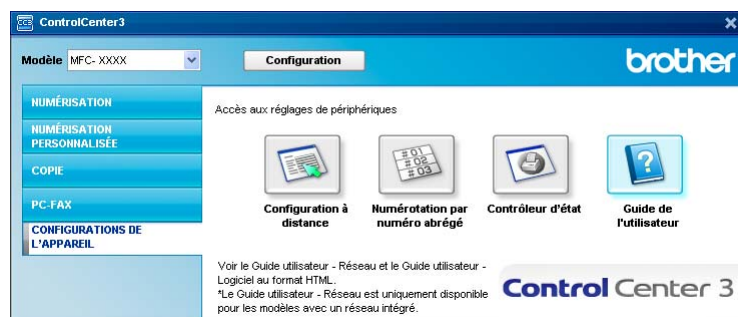 ControlCenter3
Modèle MFC- XXXX
Configuration
brother
NUMÉRISATION
NUMÉRISATION
PERSONNALISÉE
COPIE
PC-FAX
CONFIGURATIONS DE
L'APPAREIL
Accès aux réglages de périphériques
# 01
# 02
# 03
?
Configuration à
distance
Numérotation par
numéro abrégé
Contrôleur d'état
Guide de
l'utilisateur
Voir le Guide utilisateur - Réseau et le Guide utilisateur -
Logiciel au format HTML.
*Le Guide utilisateur - Réseau est uniquement disponible
pour les modèles avec un réseau intégré.
Control Center 3